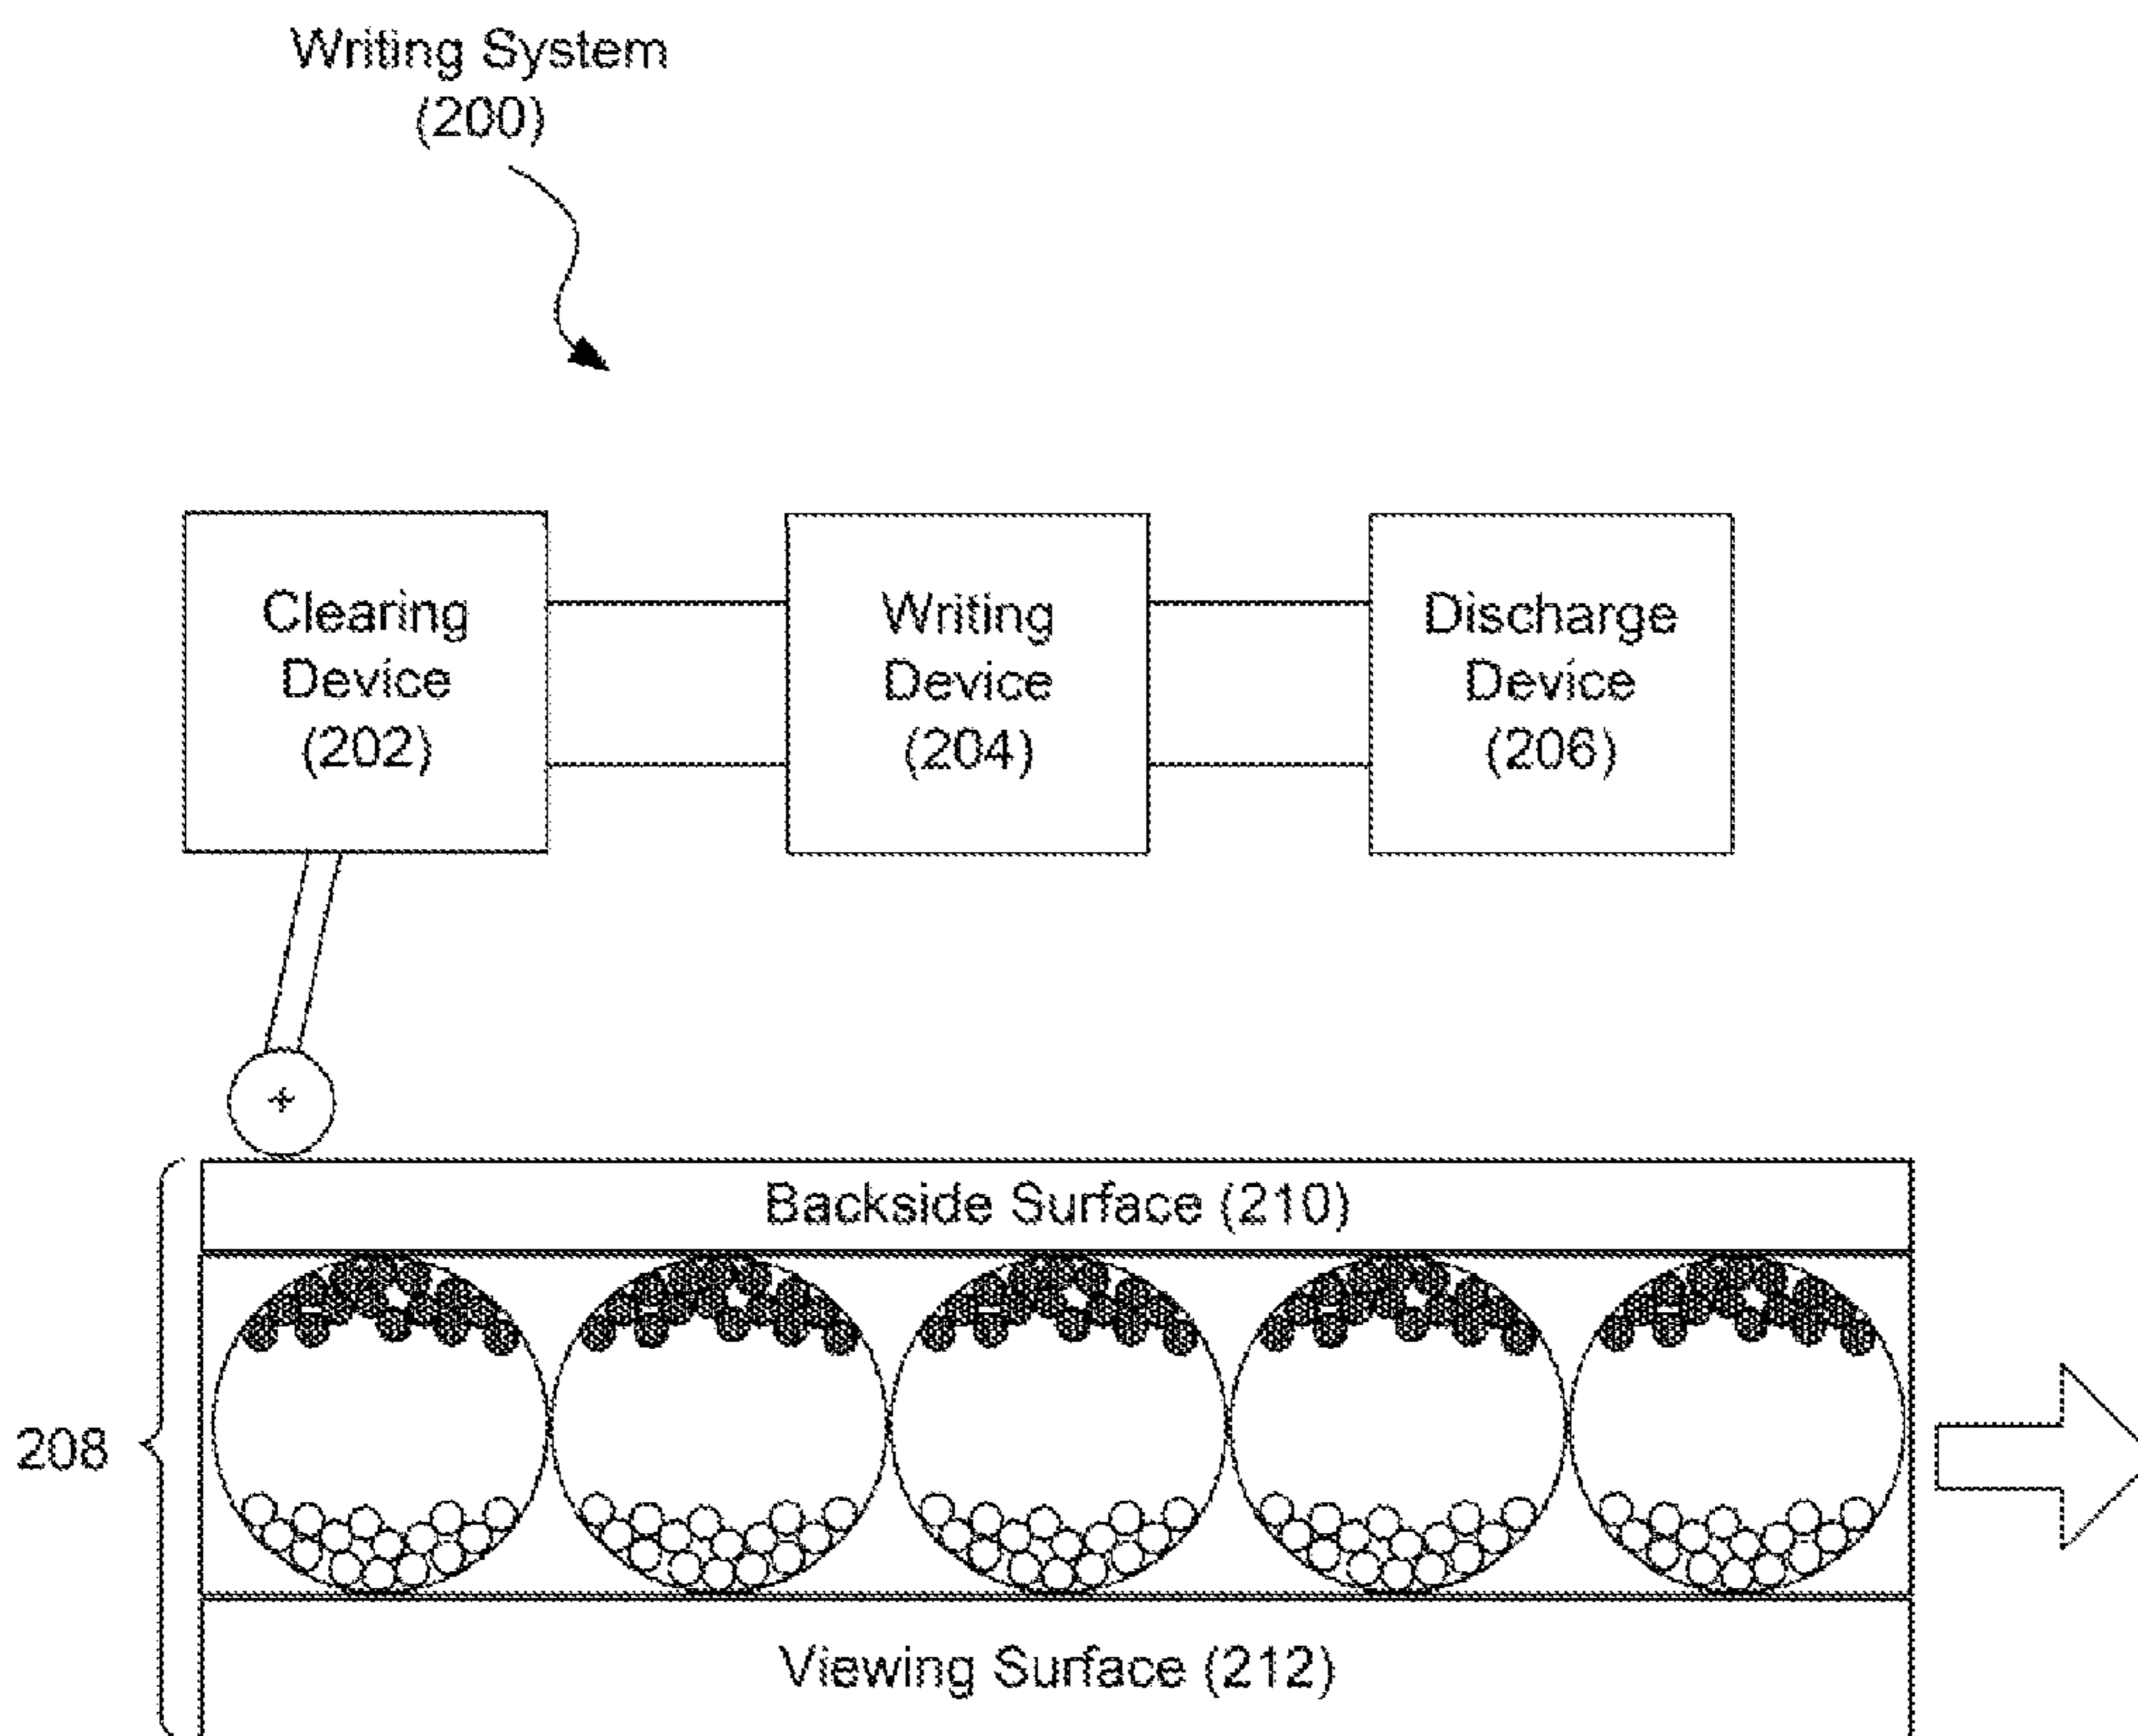 Writing System
(200)
Clearing
Device
(202)
Writing
Device
(204)
Discharge
Device
(206)
+
Backside Surface (210)
208
Viewing Surface (212)